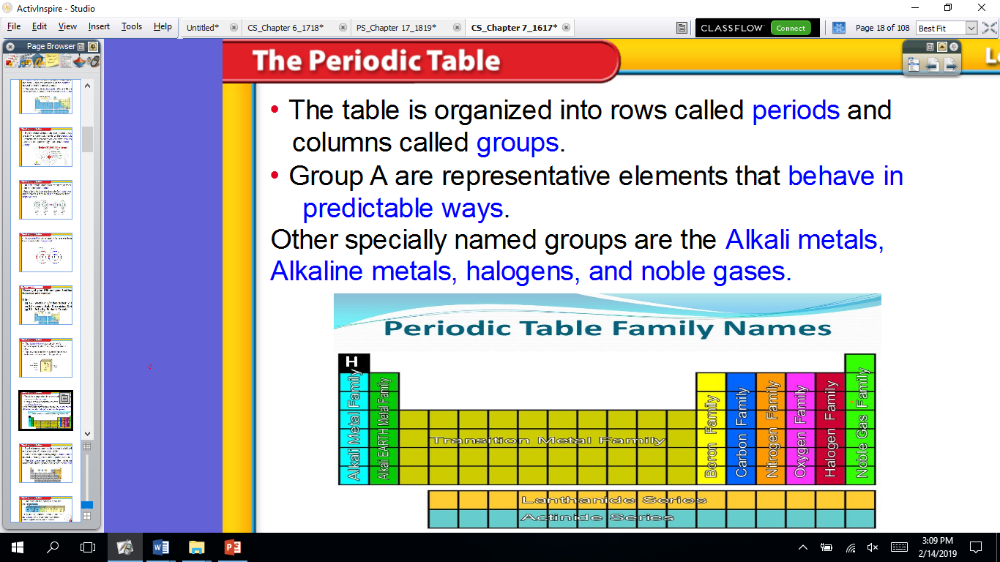 ActivInspire - Studio
File Edit View Insert Tools Help
Untitled* CS_Chapter 6_1718* PS_Chapter 17_1819* CS_Chapter 7_1617*
CLASSFLOW Connect
Page 18 of 108
Best Fit
Page Browser
The Periodic Table
• The table is organized into rows called periods and
columns called groups.
• Group A are representative elements that behave in
predictable ways.
Other specially named groups are the Alkali metals,
Alkaline metals, halogens, and noble gases.
Periodic Table Family Names
H
Alkali Metal Family
Alkali EARTH Metal Family
Transition Metal Family
Boron Family
Carbon Family
Nitrogen Family
Oxygen Family
Halogen Family
Noble Gas Family
Lanthanide Series
Actinide Series
3:09 PM
2/14/2019